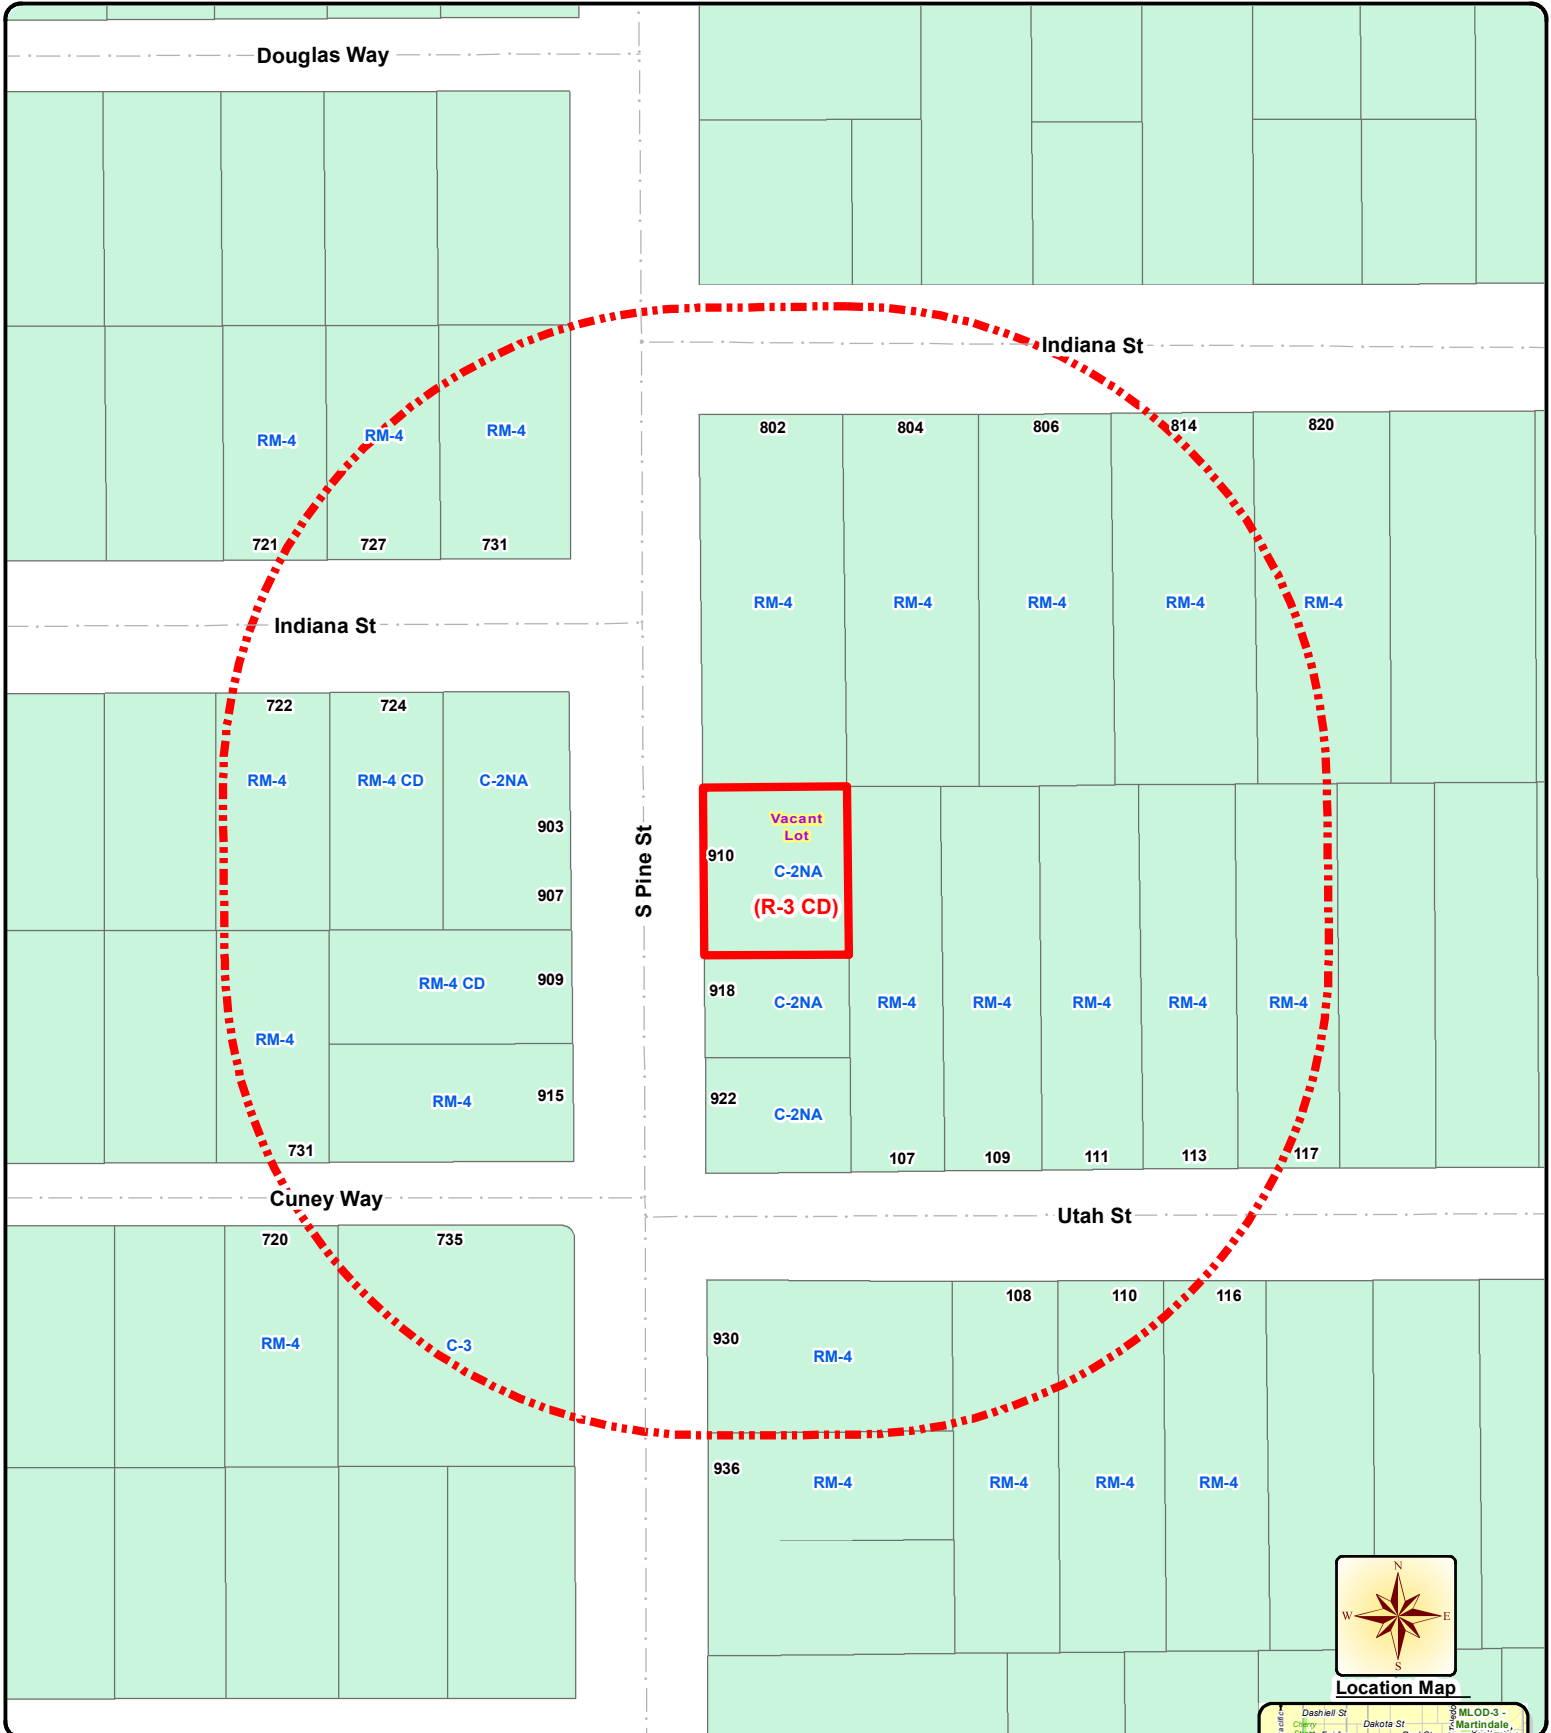 Douglas Way
Indiana St
802
804
806
814
820
RM-4
RM-4
RM-4
721
727
731
RM-4
RM-4
RM-4
RM-4
RM-4
Indiana St
722
724
RM-4
RM-4 CD
C-2NA
903
907
S Pine St
Vacant
Lot
910
C-2NA
(R-3 CD)
RM-4 CD
909
918
C-2NA
RM-4
RM-4
RM-4
RM-4
RM-4
RM-4
RM-4
915
922
C-2NA
731
107
109
111
113
117
Cuney Way
Utah St
720
735
RM-4
C-3
930
RM-4
108
110
116
936
RM-4
RM-4
RM-4
RM-4
N
W
E
S
Location Map
Dashiell St
Cherry
Dakota St
MLOD-3 -
Martindale